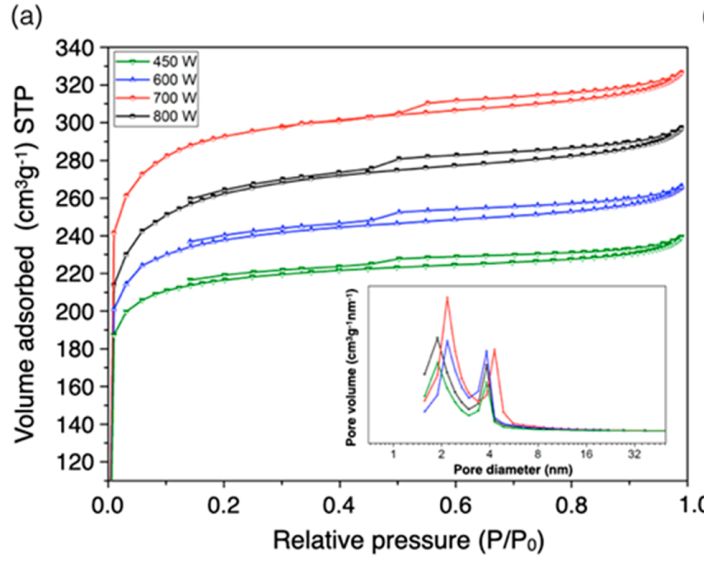 (a)
Volume adsorbed (cm³g⁻¹) STP
340
320
300
280
260
240
220
200
180
160
140
120
450 W
600 W
700 W
800 W
Pore volume (cm³g⁻¹nm⁻¹)
1 2 4 8 16 32
Pore diameter (nm)
0.0 0.2 0.4 0.6 0.8 1.0
Relative pressure (P/P₀)